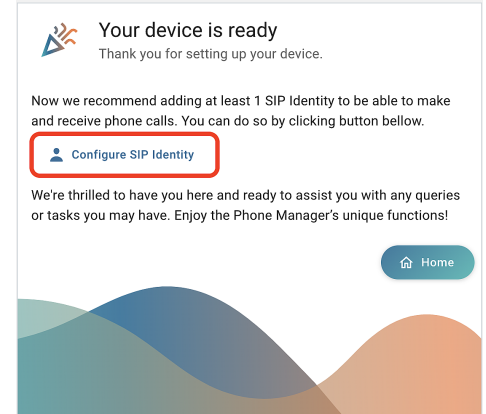 Your device is ready
Thank you for setting up your device.
Now we recommend adding at least 1 SIP Identity to be able to make
and receive phone calls. You can do so by clicking button bellow.
Configure SIP Identity
We're thrilled to have you here and ready to assist you with any queries
or tasks you may have. Enjoy the Phone Manager’s unique functions!
Home